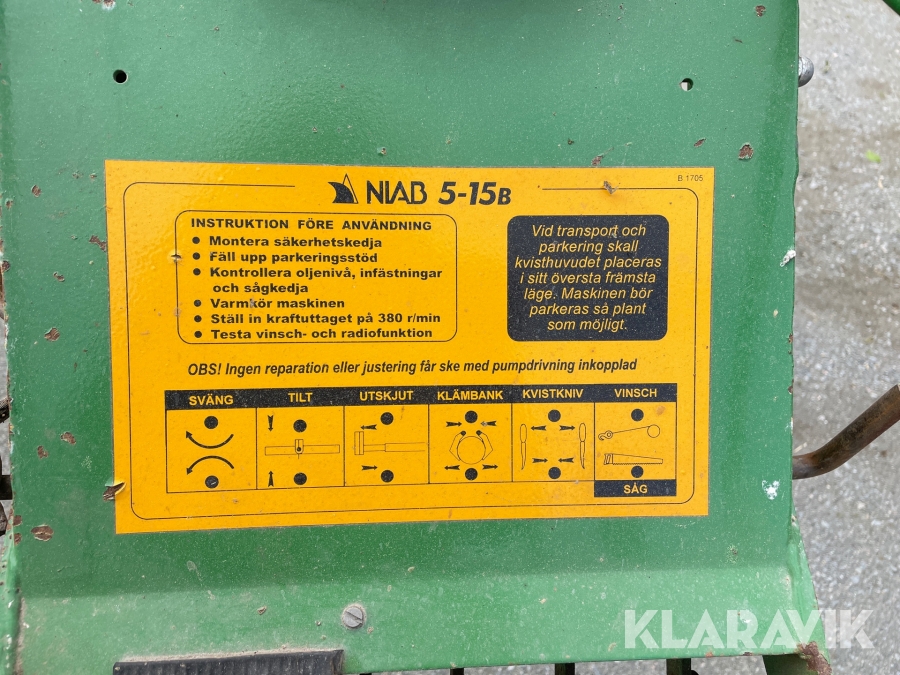 NIAB 5-15B
B 1705
INSTRUKTION FÖRE ANVÄNDNING
• Montera säkerhetskedja
• Fäll upp parkeringsstöd
• Kontrollera oljenivå, infästningar
och sågkedja
• Varmkör maskinen
• Ställ in kraftuttaget på 380 r/min
• Testa vinsch- och radiofunktion
Vid transport och
parkering skall
kvisthuvudet placeras
i sitt översta främsta
läge. Maskinen bör
parkeras så plant
som möjligt.
OBS! Ingen reparation eller justering får ske med pumpdrivning inkopplad
SVÄNG TILT UTSKJUT KLÄMBANK KVISTKNIV VINSCH
SÅG
KLARAVIK